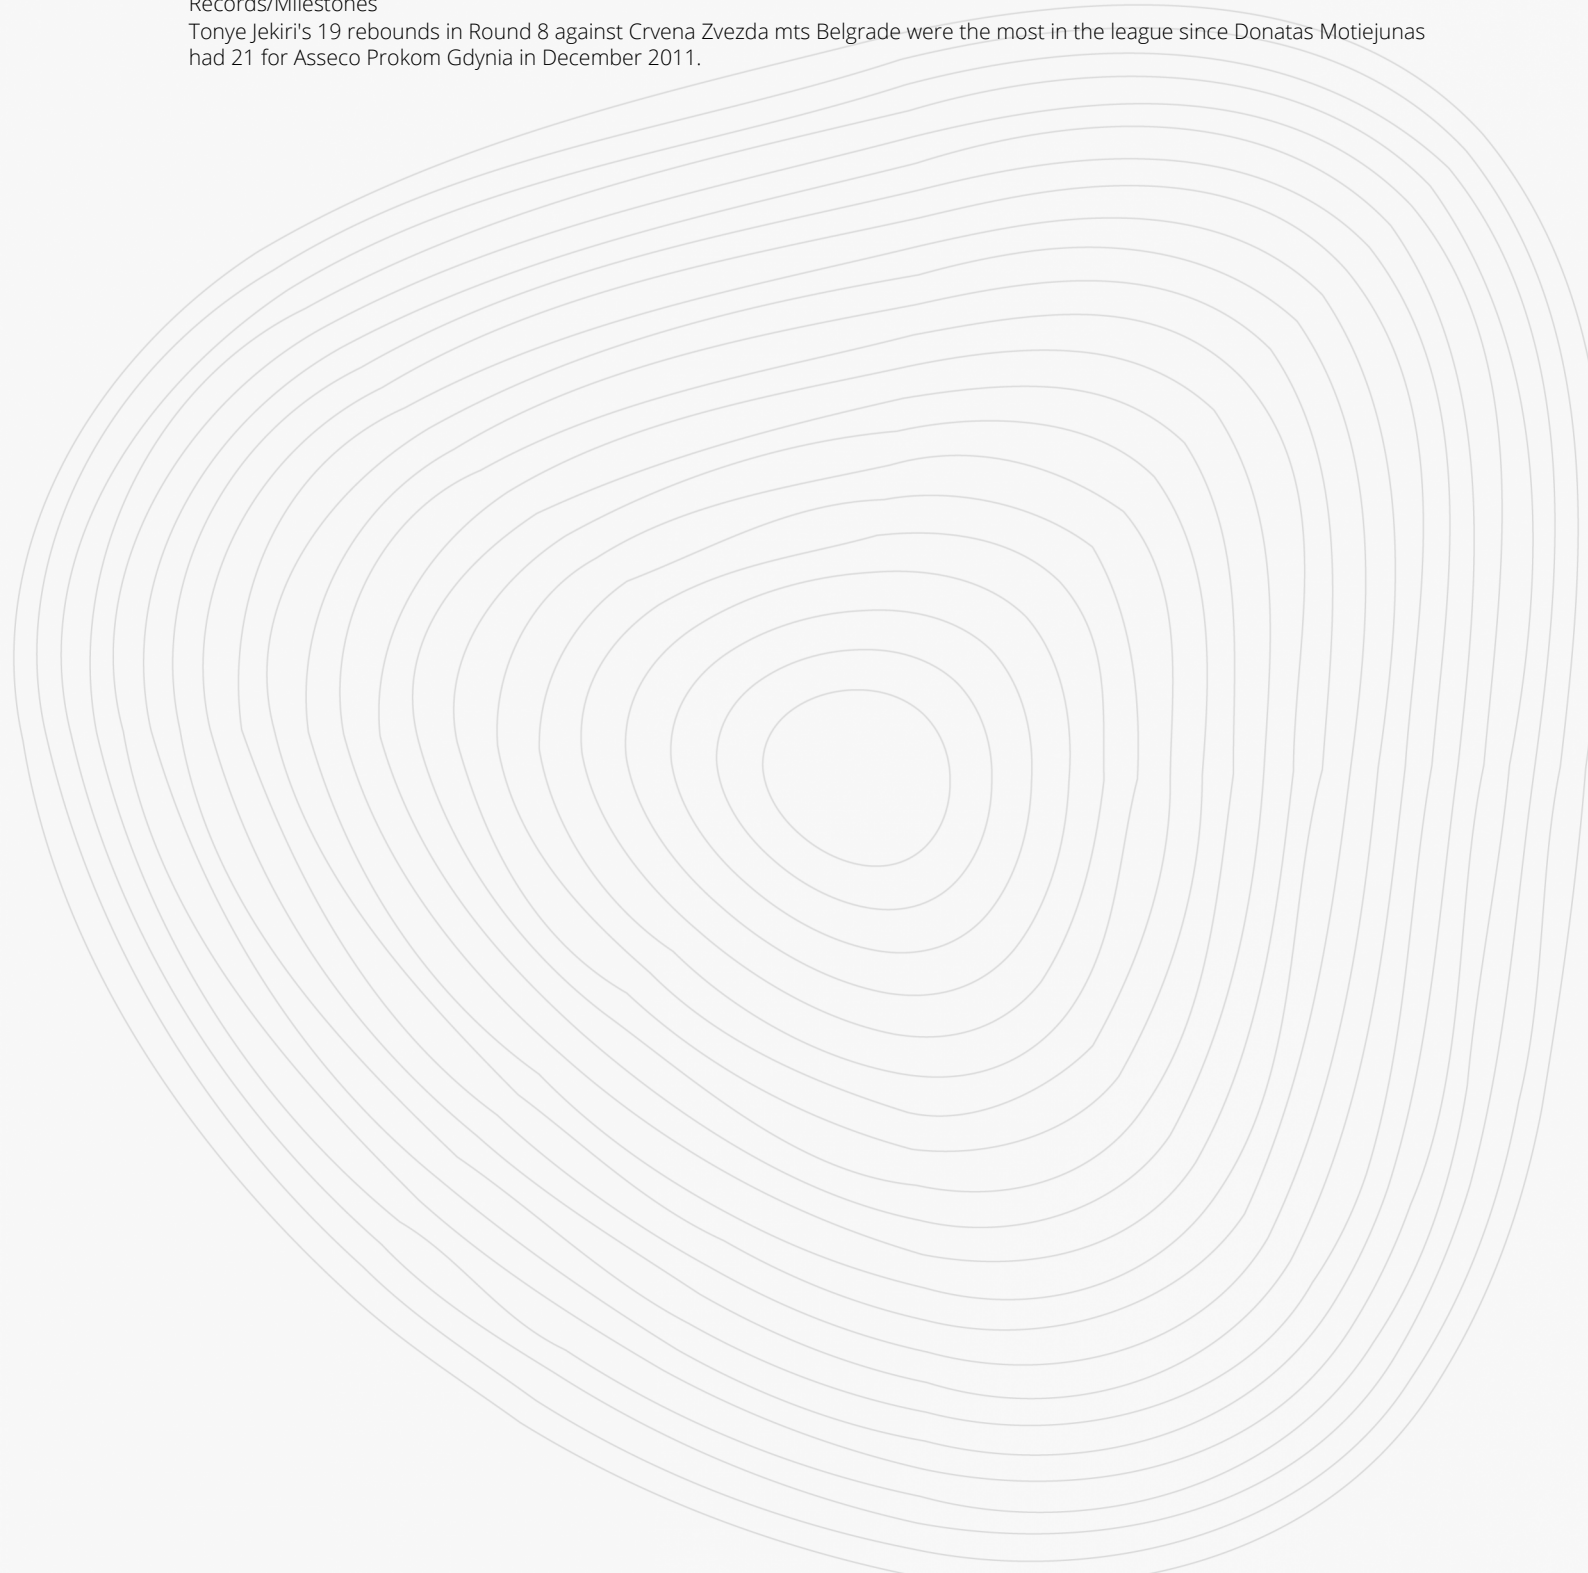 Records/Milestones
Tonye Jekiri's 19 rebounds in Round 8 against Crvena Zvezda mts Belgrade were the most in the league since Donatas Motiejunas
had 21 for Asseco Prokom Gdynia in December 2011.